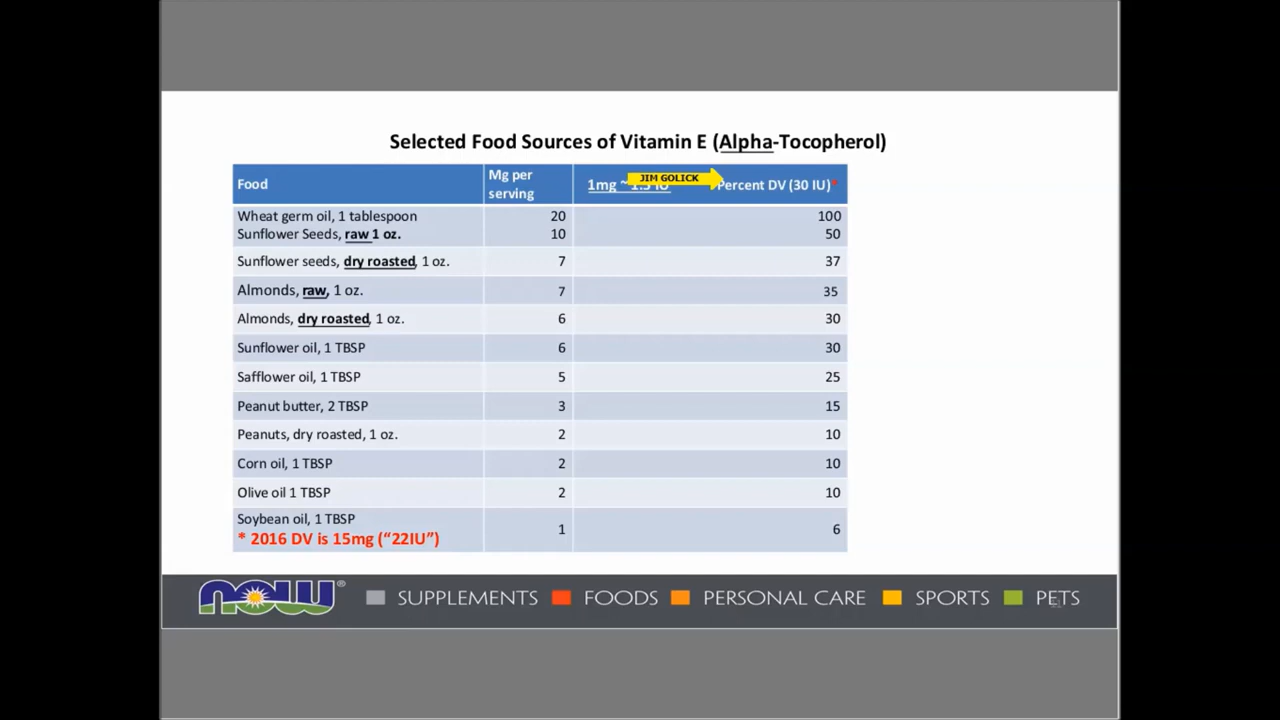 Selected Food Sources of Vitamin E (Alpha-Tocopherol)
Food Mg per serving 1mg ~ 1.5 IU Percent DV (30 IU)*
JIM GOLICK
Wheat germ oil, 1 tablespoon 20 100
Sunflower Seeds, raw 1 oz. 10 50
Sunflower seeds, dry roasted, 1 oz. 7 37
Almonds, raw, 1 oz. 7 35
Almonds, dry roasted, 1 oz. 6 30
Sunflower oil, 1 TBSP 6 30
Safflower oil, 1 TBSP 5 25
Peanut butter, 2 TBSP 3 15
Peanuts, dry roasted, 1 oz. 2 10
Corn oil, 1 TBSP 2 10
Olive oil 1 TBSP 2 10
Soybean oil, 1 TBSP 1 6
* 2016 DV is 15mg (“22IU”)
NOW® SUPPLEMENTS FOODS PERSONAL CARE SPORTS PETS